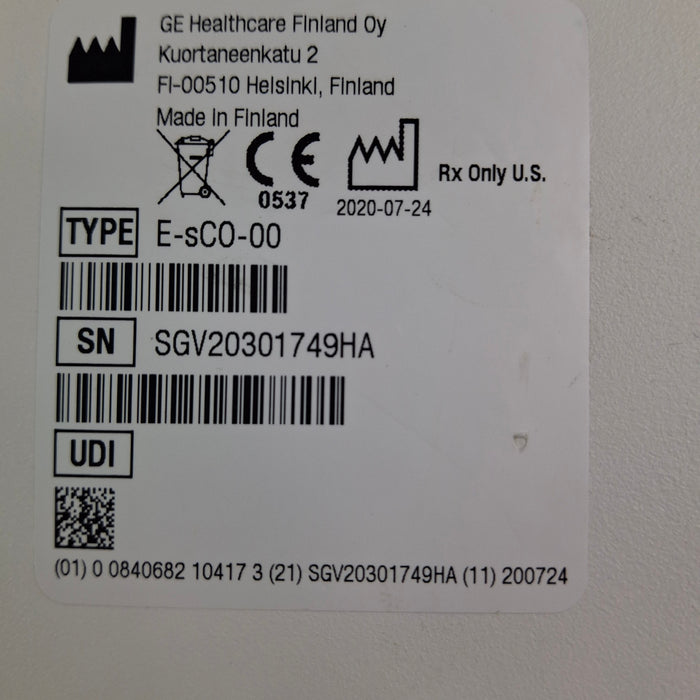 GE Healthcare Finland Oy
Kuortaneenkatu 2
FI-00510 Helsinki, Finland
Made in Finland
CE
0537
2020-07-24
Rx Only U.S.
TYPE E-sCO-00
SN SGV20301749HA
UDI
(01) 0 0840682 10417 3 (21) SGV20301749HA (11) 200724